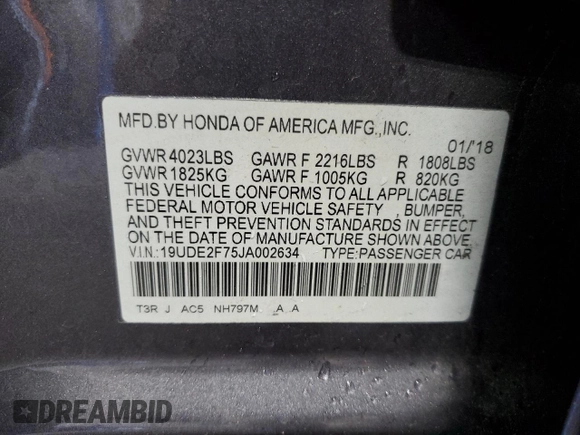 MFD.BY HONDA OF AMERICA MFG.,INC.
01/'18
GVWR 4023LBS GAWR F 2216LBS R 1808LBS
GVWR 1825KG GAWR F 1005KG R 820KG
THIS VEHICLE CONFORMS TO ALL APPLICABLE
FEDERAL MOTOR VEHICLE SAFETY , BUMPER,
AND THEFT PREVENTION STANDARDS IN EFFECT
ON THE DATE OF MANUFACTURE SHOWN ABOVE.
V.I.N.:19UDE2F75JA002634 TYPE:PASSENGER CAR
T3R J AC5 NH797M _A A
DREAMBID